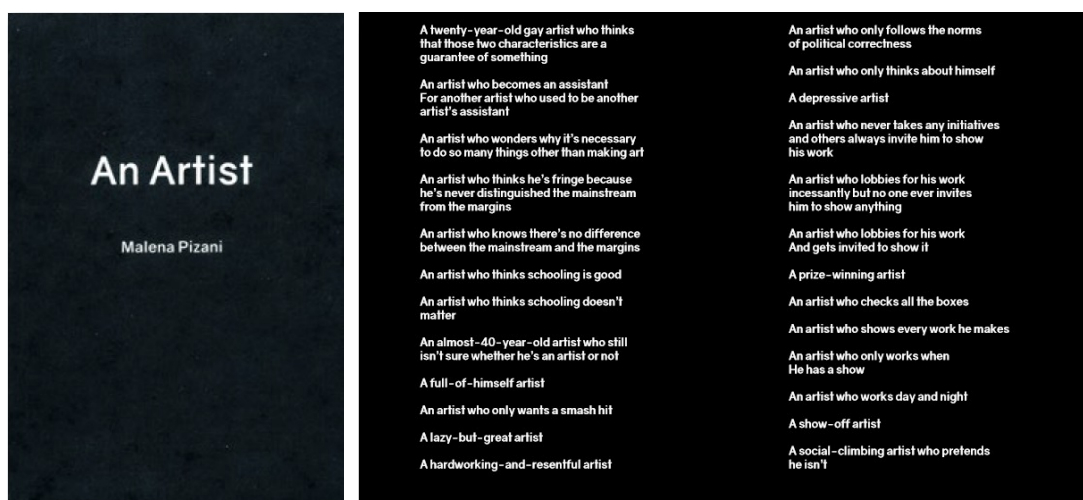 An Artist
Malena Pizani
A twenty-year-old gay artist who thinks
that those two characteristics are a
guarantee of something
An artist who becomes an assistant
For another artist who used to be another
artist's assistant
An artist who wonders why it's necessary
to do so many things other than making art
An artist who thinks he's fringe because
he's never distinguished the mainstream
from the margins
An artist who knows there's no difference
between the mainstream and the margins
An artist who thinks schooling is good
An artist who thinks schooling doesn't
matter
An almost-40-year-old artist who still
isn't sure whether he's an artist or not
A full-of-himself artist
An artist who only wants a smash hit
A lazy-but-great artist
A hardworking-and-resentful artist
An artist who only follows the norms
of political correctness
An artist who only thinks about himself
A depressive artist
An artist who never takes any initiatives
and others always invite him to show
his work
An artist who lobbies for his work
incessantly but no one ever invites
him to show anything
An artist who lobbies for his work
And gets invited to show it
A prize-winning artist
An artist who checks all the boxes
An artist who shows every work he makes
An artist who only works when
He has a show
An artist who works day and night
A show-off artist
A social-climbing artist who pretends
he isn't